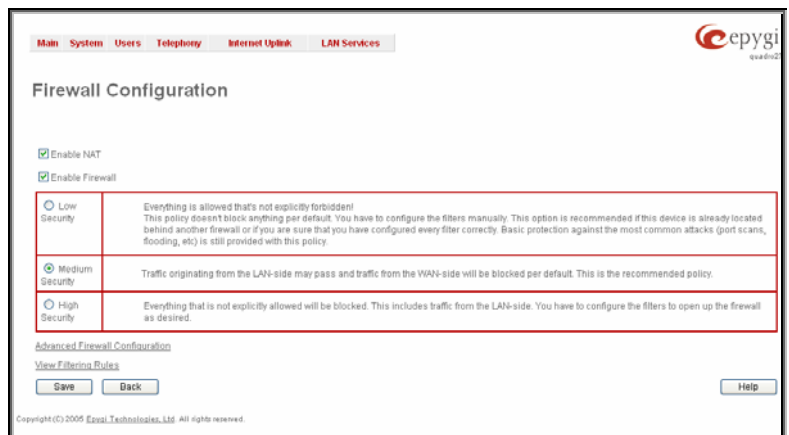 Main System Users Telephony Internet Uplink LAN Services
epygi
Firewall Configuration
Enable NAT
Enable Firewall
Low Security
Everything is allowed that's not explicitly forbidden!
This policy doesn't block anything per default. You have to configure the filters manually. This option is recommended if this device is already located
behind another firewall or if you are sure that you have configured every filter correctly. Basic protection against the most common attacks (port scans,
flooding, etc) is still provided with this policy.
Medium Security
Traffic originating from the LAN-side may pass and traffic from the WAN-side will be blocked per default. This is the recommended policy.
High Security
Everything that is not explicitly allowed will be blocked. This includes traffic from the LAN-side. You have to configure the filters to open up the firewall
as desired.
Advanced Firewall Configuration
View Filtering Rules
Save Back Help
Copyright (C) 2005 Epygi Technologies, Ltd. All rights reserved.